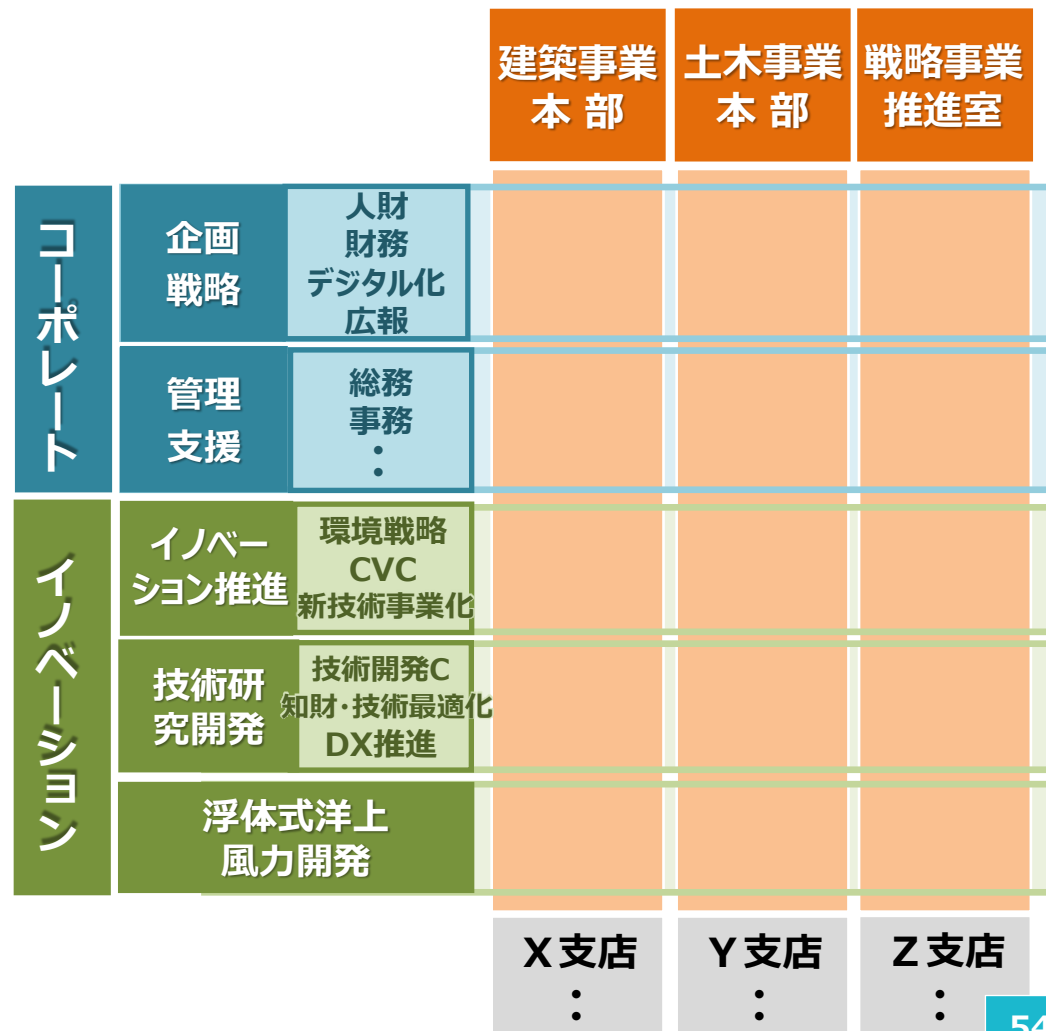 建築事業
本 部
土木事業
本 部
戦略事業
推進室
コーポレート
企画
戦略
人財
財務
デジタル化
広報
管理
支援
総務
事務
：
イノベーション
イノベー
ション推進
環境戦略
CVC
新技術事業化
技術研
究開発
技術開発C
知財・技術最適化
DX推進
浮体式洋上
風力開発
X支店
：
Y支店
：
Z支店
：
54